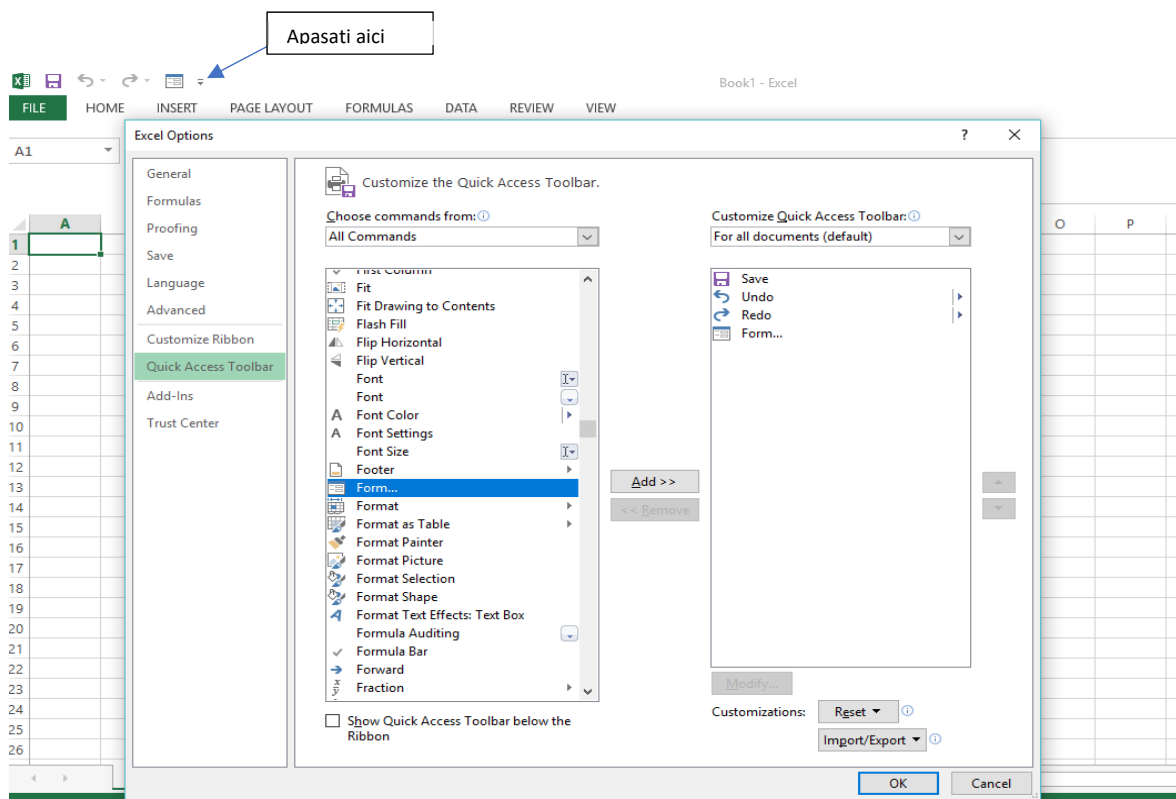 Apasati aici
Book1 - Excel
FILE HOME INSERT PAGE LAYOUT FORMULAS DATA REVIEW VIEW
Excel Options ?
A1
General
Formulas
Proofing
Save
Language
Advanced
Customize Ribbon
Quick Access Toolbar
Add-Ins
Trust Center
Customize the Quick Access Toolbar.
Choose commands from:
All Commands
First Column
Fit
Fit Drawing to Contents
Flash Fill
Flip Horizontal
Flip Vertical
Font
Font
Font Color
Font Settings
Font Size
Footer
Form...
Format
Format as Table
Format Painter
Format Picture
Format Selection
Format Shape
Format Text Effects: Text Box
Formula Auditing
Formula Bar
Forward
Fraction
Show Quick Access Toolbar below the
Ribbon
Add >>
<< Remove
Customize Quick Access Toolbar:
For all documents (default)
Save
Undo
Redo
Form...
Modify...
Customizations: Reset
Import/Export
OK Cancel
A O P
1
2
3
4
5
6
7
8
9
10
11
12
13
14
15
16
17
18
19
20
21
22
23
24
25
26